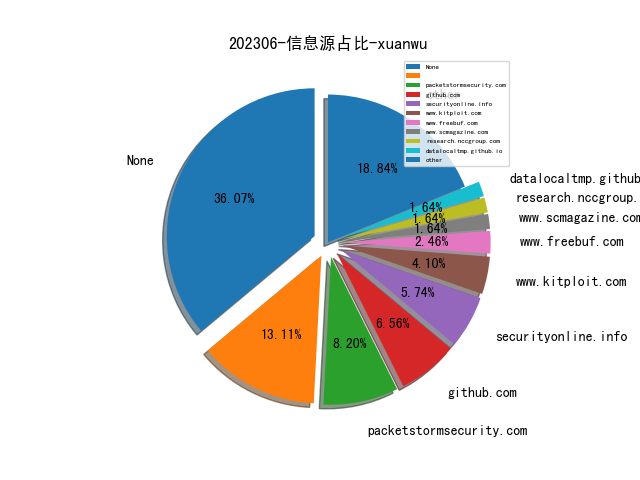 202306-信息源占比-xuanwu
None
packetstormsecurity.com
github.com
securityonline.info
www.kitploit.com
www.freebuf.com
www.scmagazine.com
research.nccgroup.com
datalocaltmp.github.io
other
None
36.07%
13.11%
8.20%
packetstormsecurity.com
6.56%
github.com
5.74%
securityonline.info
4.10%
www.kitploit.com
2.46%
www.freebuf.com
1.64%
www.scmagazine.com
1.64%
research.nccgroup.
1.64%
datalocaltmp.github
18.84%